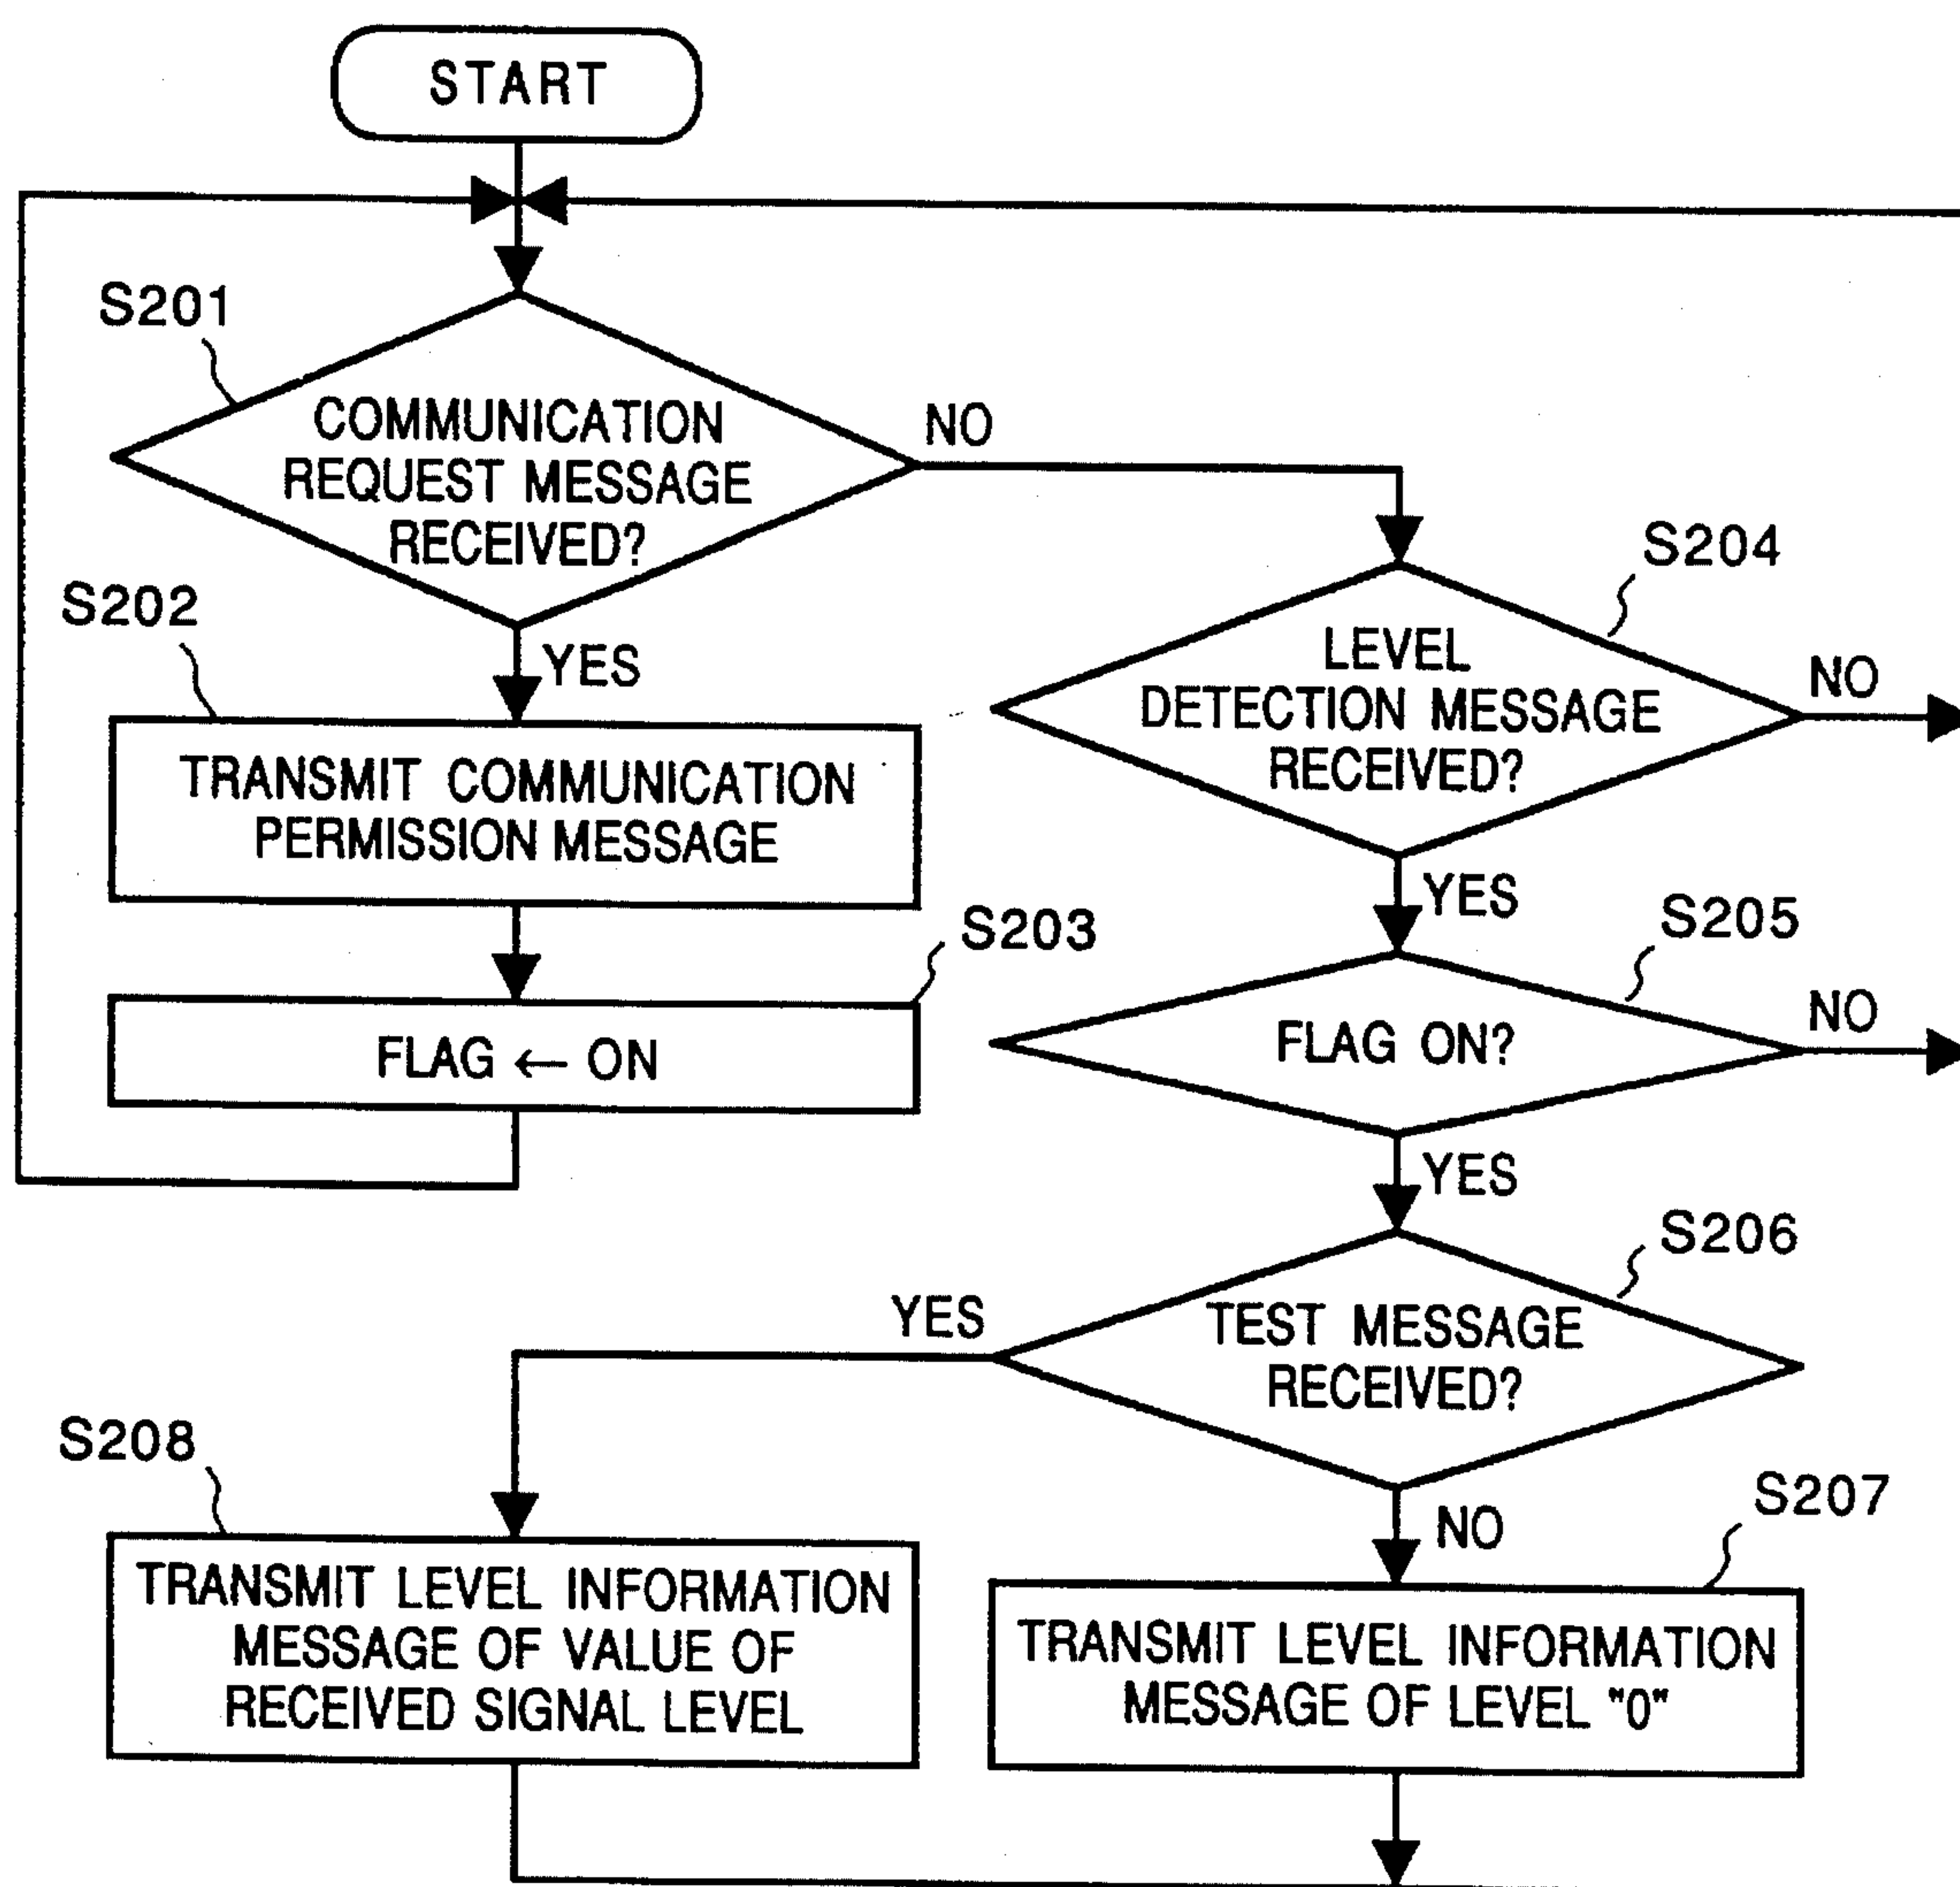 START
S201
COMMUNICATION
REQUEST MESSAGE
RECEIVED?
NO
S202
YES
TRANSMIT COMMUNICATION
PERMISSION MESSAGE
S203
FLAG ← ON
S204
LEVEL
DETECTION MESSAGE
RECEIVED?
NO
YES
S205
FLAG ON?
NO
YES
S206
TEST MESSAGE
RECEIVED?
YES
S208
TRANSMIT LEVEL INFORMATION
MESSAGE OF VALUE OF
RECEIVED SIGNAL LEVEL
NO
S207
TRANSMIT LEVEL INFORMATION
MESSAGE OF LEVEL "0"